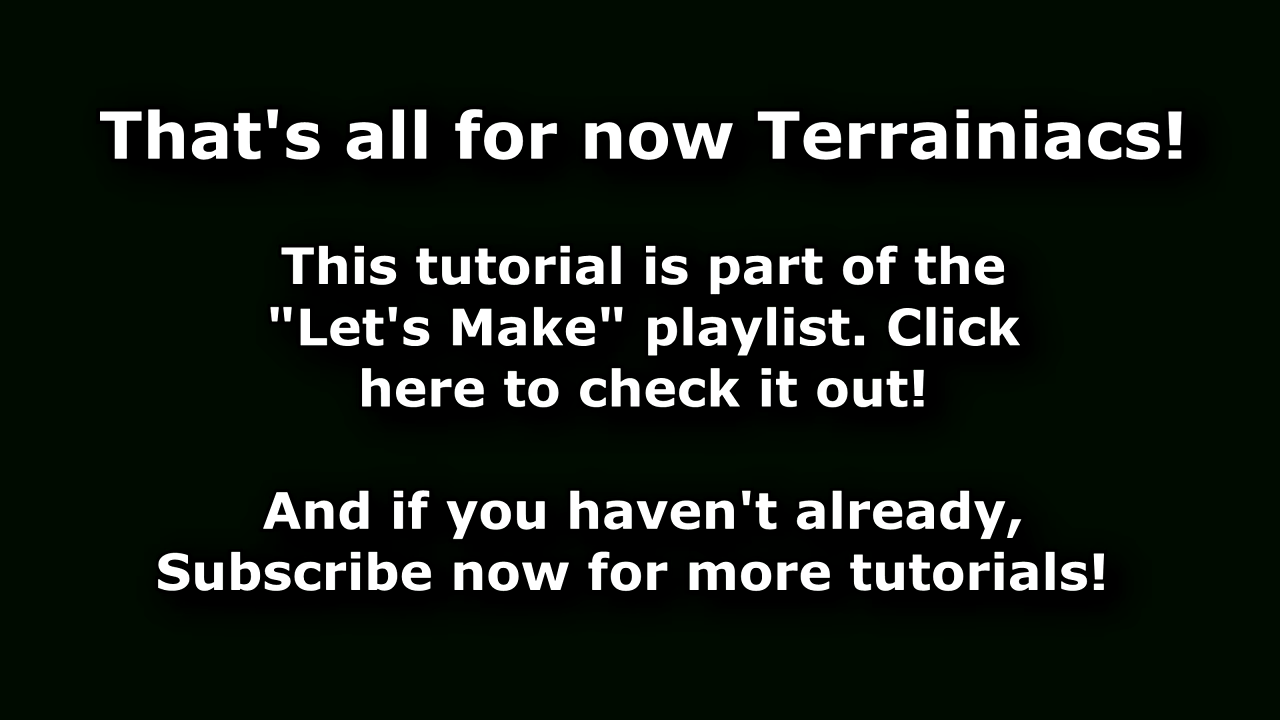 That's all for now Terrainiacs!
This tutorial is part of the
"Let's Make" playlist. Click
here to check it out!
And if you haven't already,
Subscribe now for more tutorials!